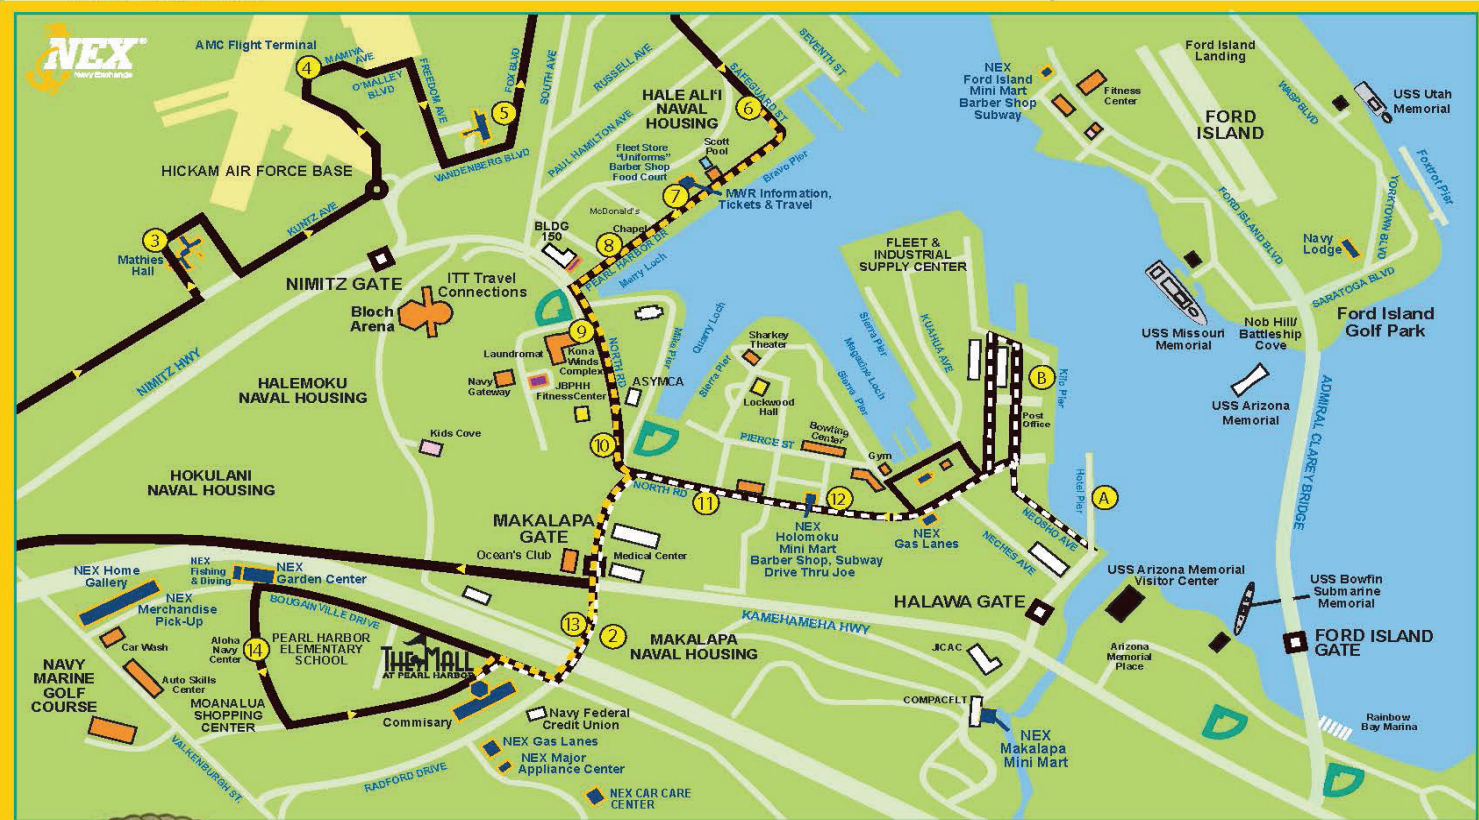 NEX
Navy Exchange
AMC Flight Terminal
4
MAMIYA
AVE
O'MALLEY
BLVD
FREEDOM AVE
FOX BLVD
5
SOUTH AVE
RUSSELL AVE
PAUL HAMILTON AVE
VANDENBERG BLVD
HICKAM AIR FORCE BASE
KUNTZ AVE
3
Mathies
Hall
NIMITZ GATE
NIMITZ HWY
HALE ALI'I
NAVAL
HOUSING
SAFEGUARD ST
SEVENTH ST
6
Fleet Store
"Uniforms"
Barber Shop
Food Court
Scott
Pool
Bravo Pier
7
MWR Information,
Tickets & Travel
McDonald's
Chapel
8
BLDG
150
PEARL HARBOR DR
Merry Loch
ITT Travel
Connections
Bloch
Arena
Laundromat
9
Kona
Winds
Complex
Navy
Gateway
JBPHH
FitnessCenter
NORTH RD
ASYMCA
Mike Pier
Quarry Loch
Sierra Pier
Sharkey
Theater
Lockwood
Hall
Sierra Pier
Magazine Loch
Sierra Pier
FLEET &
INDUSTRIAL
SUPPLY CENTER
KUAHUA AVE
B
Kilo Pier
Post
Office
HALEMOKU
NAVAL HOUSING
Kids Cove
10
HOKULANI
NAVAL HOUSING
PIERCE ST
Bowling
Center
Gym
NORTH RD
11
12
NEX
Holomoku
Mini Mart
Barber Shop, Subway
Drive Thru Joe
NEX
Gas Lanes
Hotel Pier
A
NEOSHO AVE
NECHES AVE
MAKALAPA
GATE
Ocean's Club
Medical Center
HALAWA GATE
KAMEHAMEHA HWY
NEX
Ford Island
Mini Mart
Barber Shop
Subway
Fitness
Center
Ford Island
Landing
FORD
ISLAND
WASP BLVD
USS Utah
Memorial
Foxtrot Pier
FORD ISLAND BLVD
YORKTOWN BLVD
Navy
Lodge
SARATOGA BLVD
USS Missouri
Memorial
Nob Hill/
Battleship
Cove
Ford Island
Golf Park
USS Arizona
Memorial
ADMIRAL CLAREY BRIDGE
USS Arizona Memorial
Visitor Center
USS Bowfin
Submarine
Memorial
FORD ISLAND
GATE
Arizona
Memorial
Place
Rainbow
Bay Marina
JICAC
COMPACFLT
NEX
Makalapa
Mini Mart
NEX Home
Gallery
NEX
Fishing
& Diving
NEX
Garden Center
NEX
Merchandise
Pick-Up
BOUGAINVILLE DRIVE
Car Wash
Aloha
Navy
Center
14
PEARL HARBOR
ELEMENTARY
SCHOOL
THE MALL
AT PEARL HARBOR
13
2
MAKALAPA
NAVAL HOUSING
NAVY
MARINE
GOLF
COURSE
Auto Skills
Center
MOANALUA
SHOPPING
CENTER
Commisary
Navy Federal
Credit Union
VALKENBURGH ST.
RADFORD DRIVE
NEX Gas Lanes
NEX Major
Appliance Center
NEX CAR CARE
CENTER